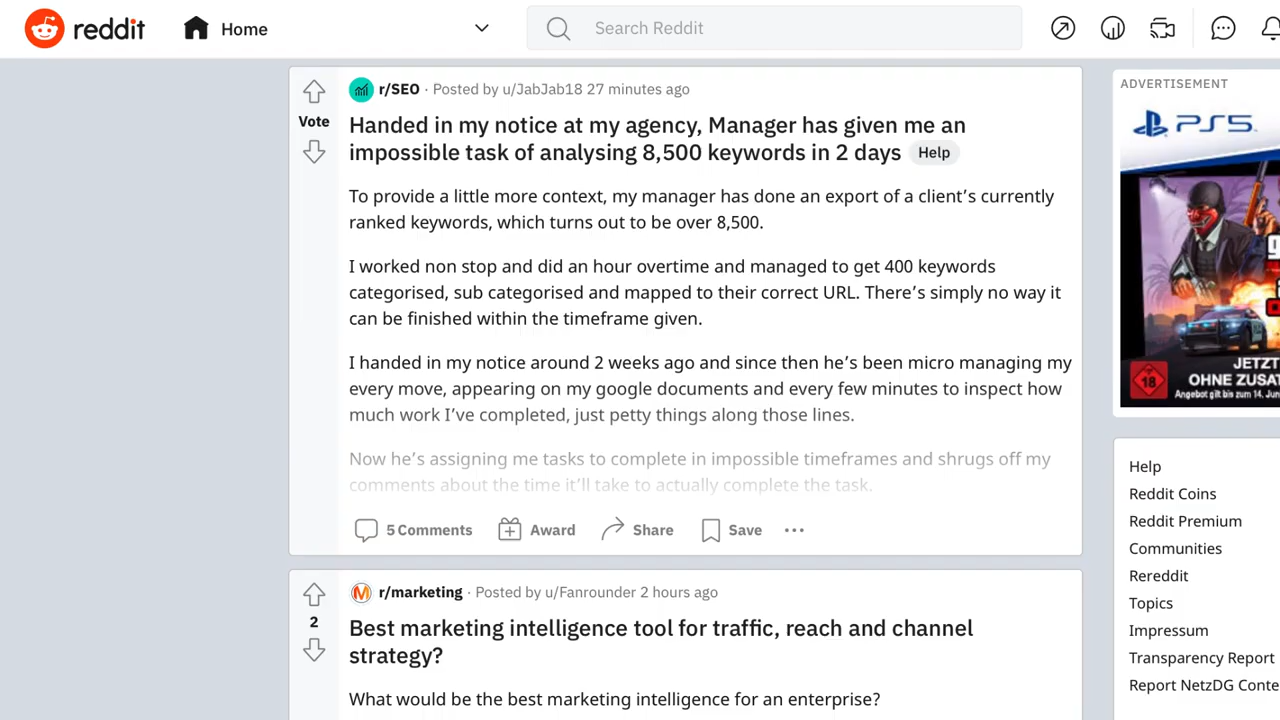 reddit
Home
Search Reddit
r/SEO · Posted by u/JabJab18 27 minutes ago
Vote
Handed in my notice at my agency, Manager has given me an
impossible task of analysing 8,500 keywords in 2 days Help
To provide a little more context, my manager has done an export of a client’s currently
ranked keywords, which turns out to be over 8,500.
I worked non stop and did an hour overtime and managed to get 400 keywords
categorised, sub categorised and mapped to their correct URL. There’s simply no way it
can be finished within the timeframe given.
I handed in my notice around 2 weeks ago and since then he’s been micro managing my
every move, appearing on my google documents and every few minutes to inspect how
much work I’ve completed, just petty things along those lines.
Now he’s assigning me tasks to complete in impossible timeframes and shrugs off my
comments about the time it’ll take to actually complete the task.
5 Comments Award Share Save
r/marketing · Posted by u/Fanrounder 2 hours ago
2
Best marketing intelligence tool for traffic, reach and channel
strategy?
What would be the best marketing intelligence for an enterprise?
ADVERTISEMENT
PS5
18
JETZT
OHNE ZUSAT
Angebot gilt bis zum 14. Jun
Help
Reddit Coins
Reddit Premium
Communities
Rereddit
Topics
Impressum
Transparency Report
Report NetzDG Conte